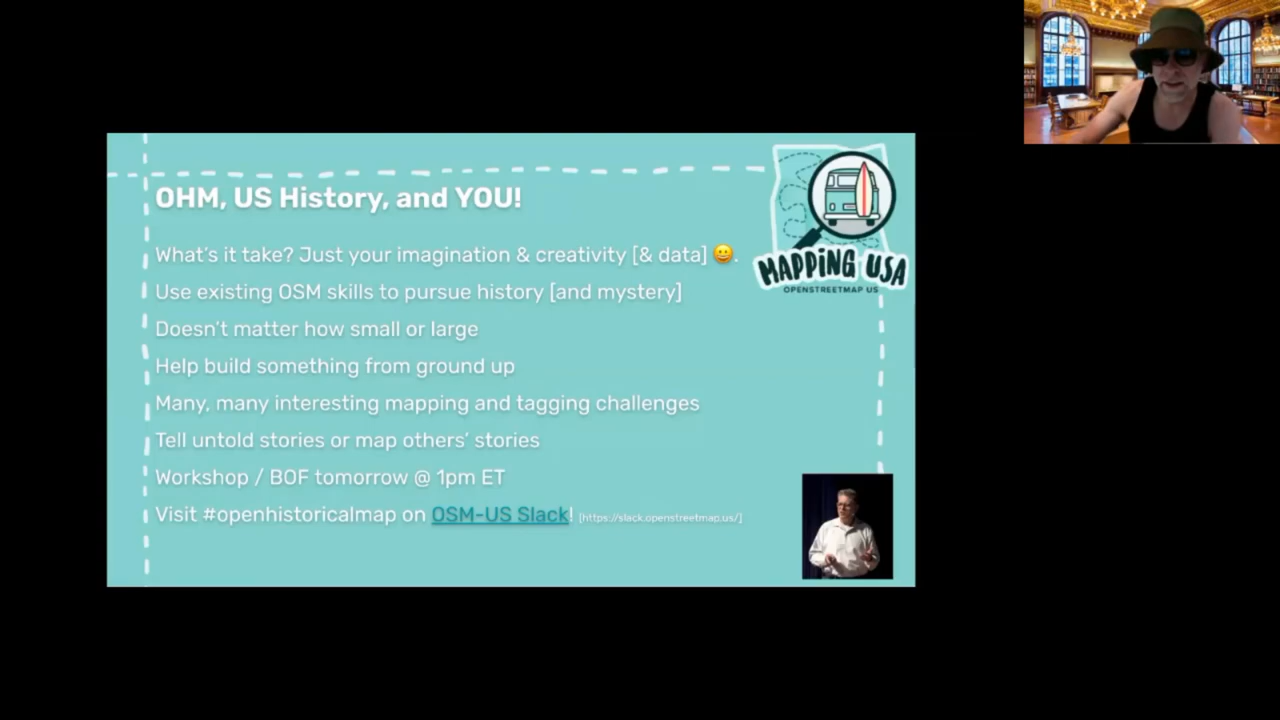 OHM, US History, and YOU!
What's it take? Just your imagination & creativity [& data] 😀.
Use existing OSM skills to pursue history [and mystery]
Doesn't matter how small or large
Help build something from ground up
Many, many interesting mapping and tagging challenges
Tell untold stories or map others' stories
Workshop / BOF tomorrow @ 1pm ET
Visit #openhistoricalmap on OSM-US Slack! [https://slack.openstreetmap.us/]
MAPPING USA
OPENSTREETMAP US